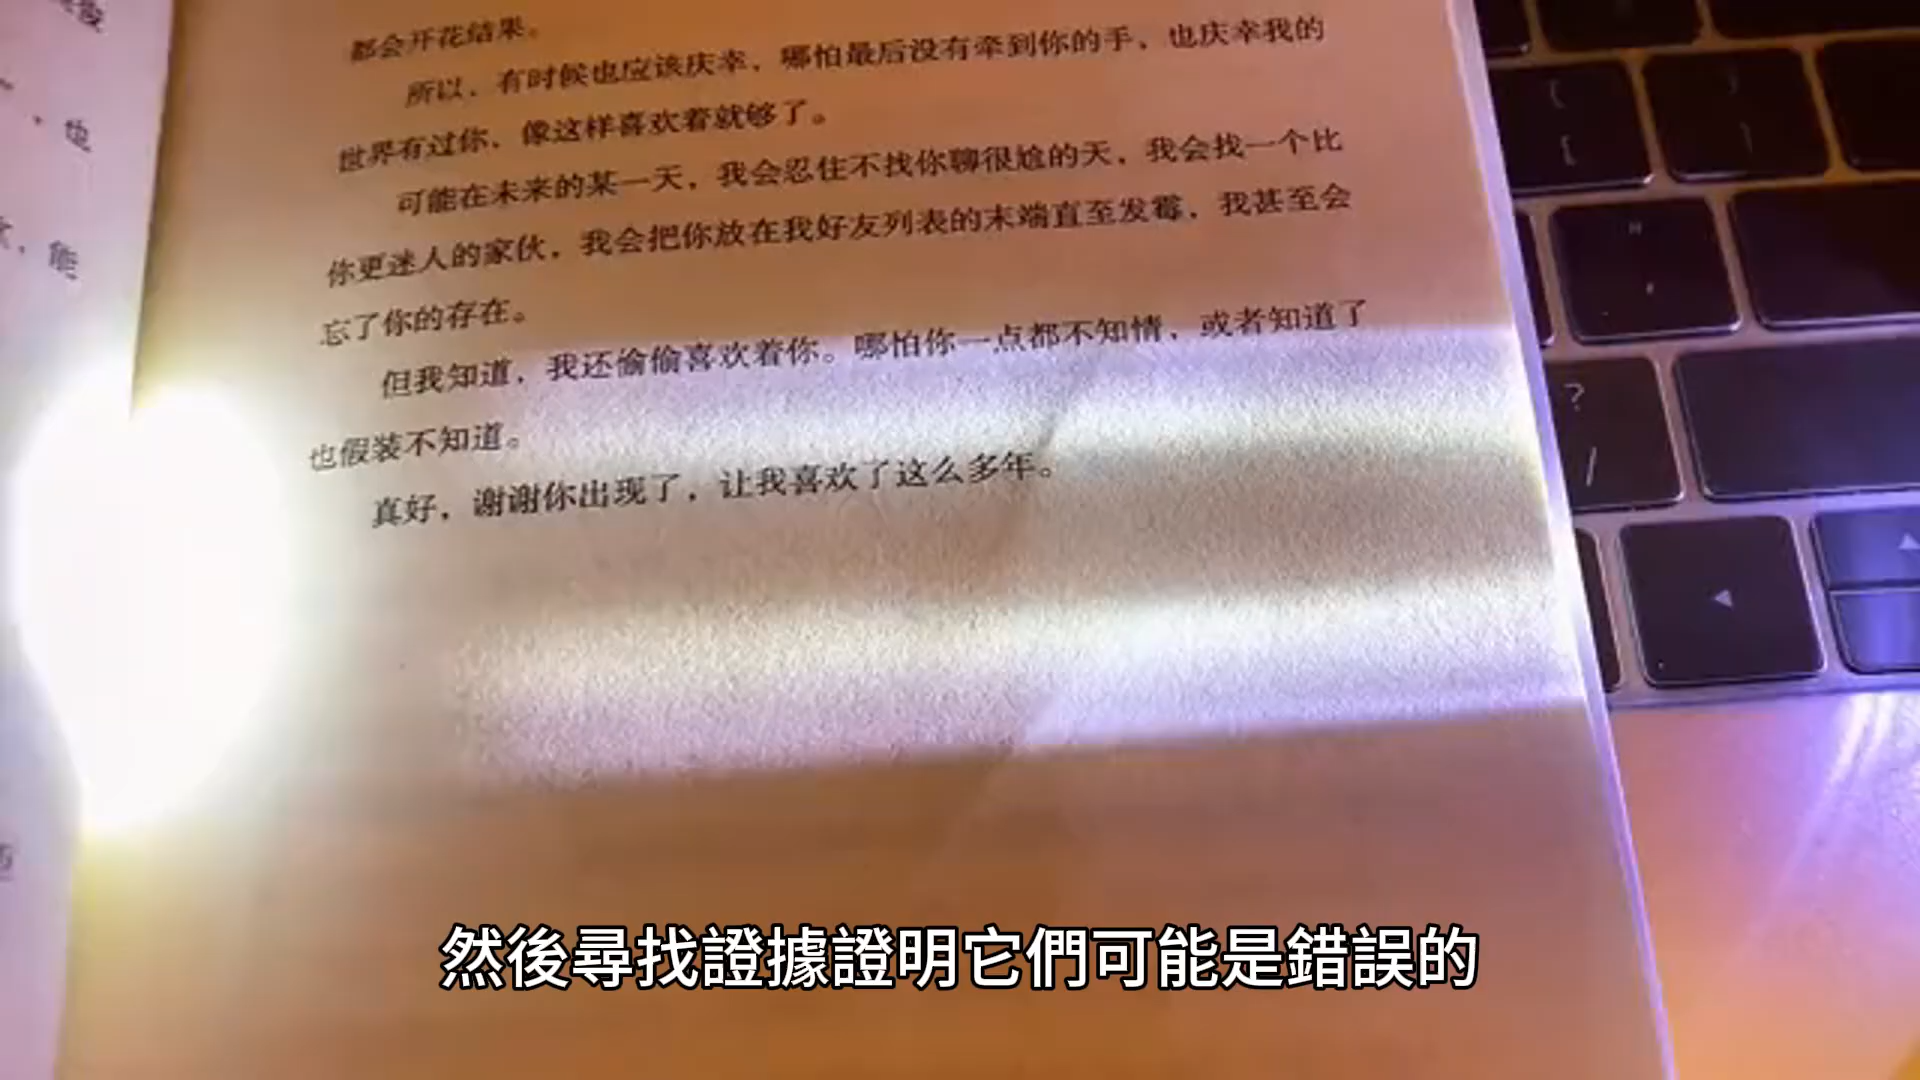 都会开花结果。
所以，有时候也应该庆幸，哪怕最后没有牵到你的手，也庆幸我的
世界有过你，像这样喜欢着就够了。
可能在未来的某一天，我会忍住不找你聊很尬的天，我会找一个比
你更迷人的家伙，我会把你放在我好友列表的末端直至发霉，我甚至会
忘了你的存在。
但我知道，我还偷偷喜欢着你。哪怕你一点都不知情，或者知道了
也假装不知道。
真好，谢谢你出现了，让我喜欢了这么多年。
，也
，能
{
[
}
]
"
'
?
/
◀
▲
然後尋找證據證明它們可能是錯誤的